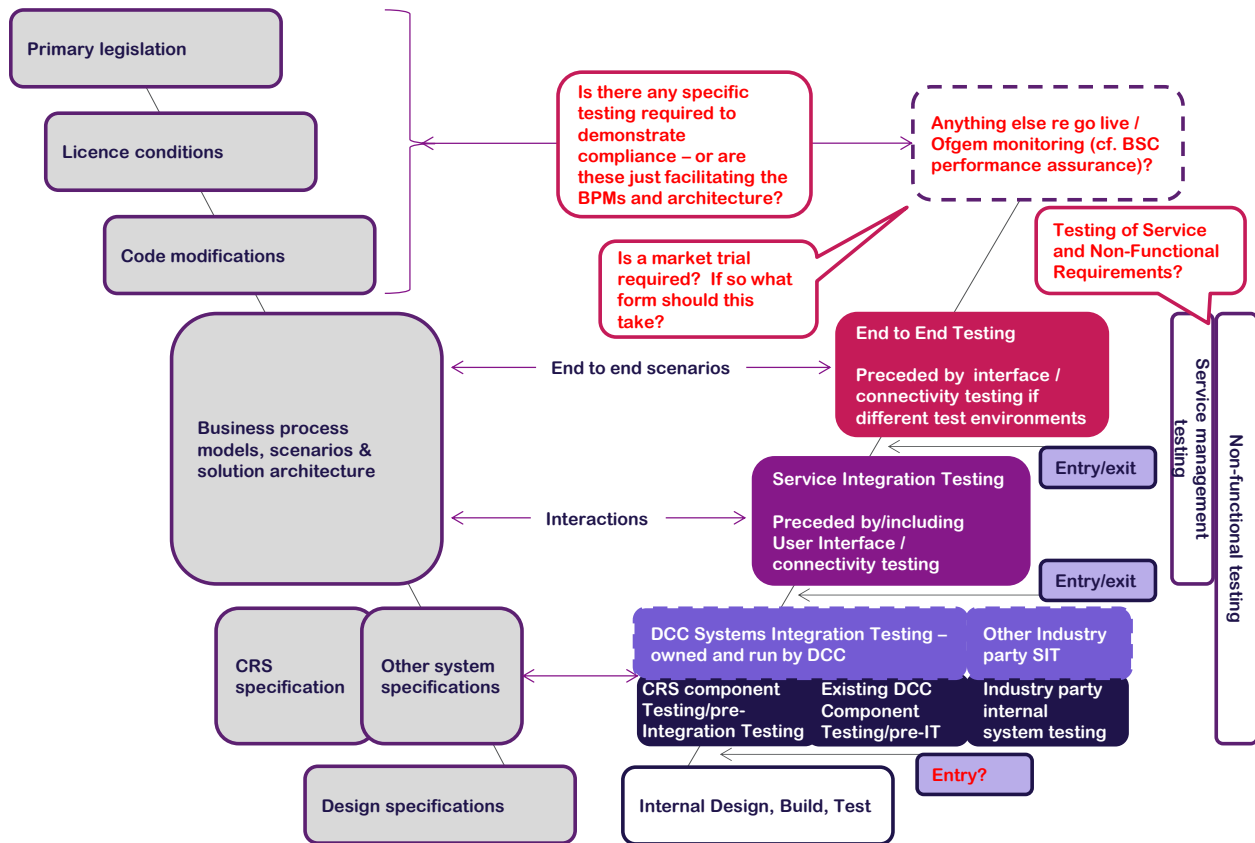 Primary legislation
Licence conditions
Code modifications
Is there any specific
testing required to
demonstrate
compliance – or are
these just facilitating the
BPMs and architecture?
Anything else re go live /
Ofgem monitoring (cf. BSC
performance assurance)?
Is a market trial
required?  If so what
form should this
take?
Testing of Service
and Non-Functional
Requirements?
Business process
models, scenarios &
solution architecture
End to end scenarios
Interactions
End to End Testing
Preceded by  interface /
connectivity testing if
different test environments
Entry/exit
Service Integration Testing
Preceded by/including
User Interface /
connectivity testing
Entry/exit
Service management
testing
Non-functional testing
CRS
specification
Other system
specifications
DCC Systems Integration Testing –
owned and run by DCC
Other Industry
party SIT
CRS component
Testing/pre-
Integration Testing
Existing DCC
Component
Testing/pre-IT
Industry party
internal
system testing
Entry?
Design specifications
Internal Design, Build, Test